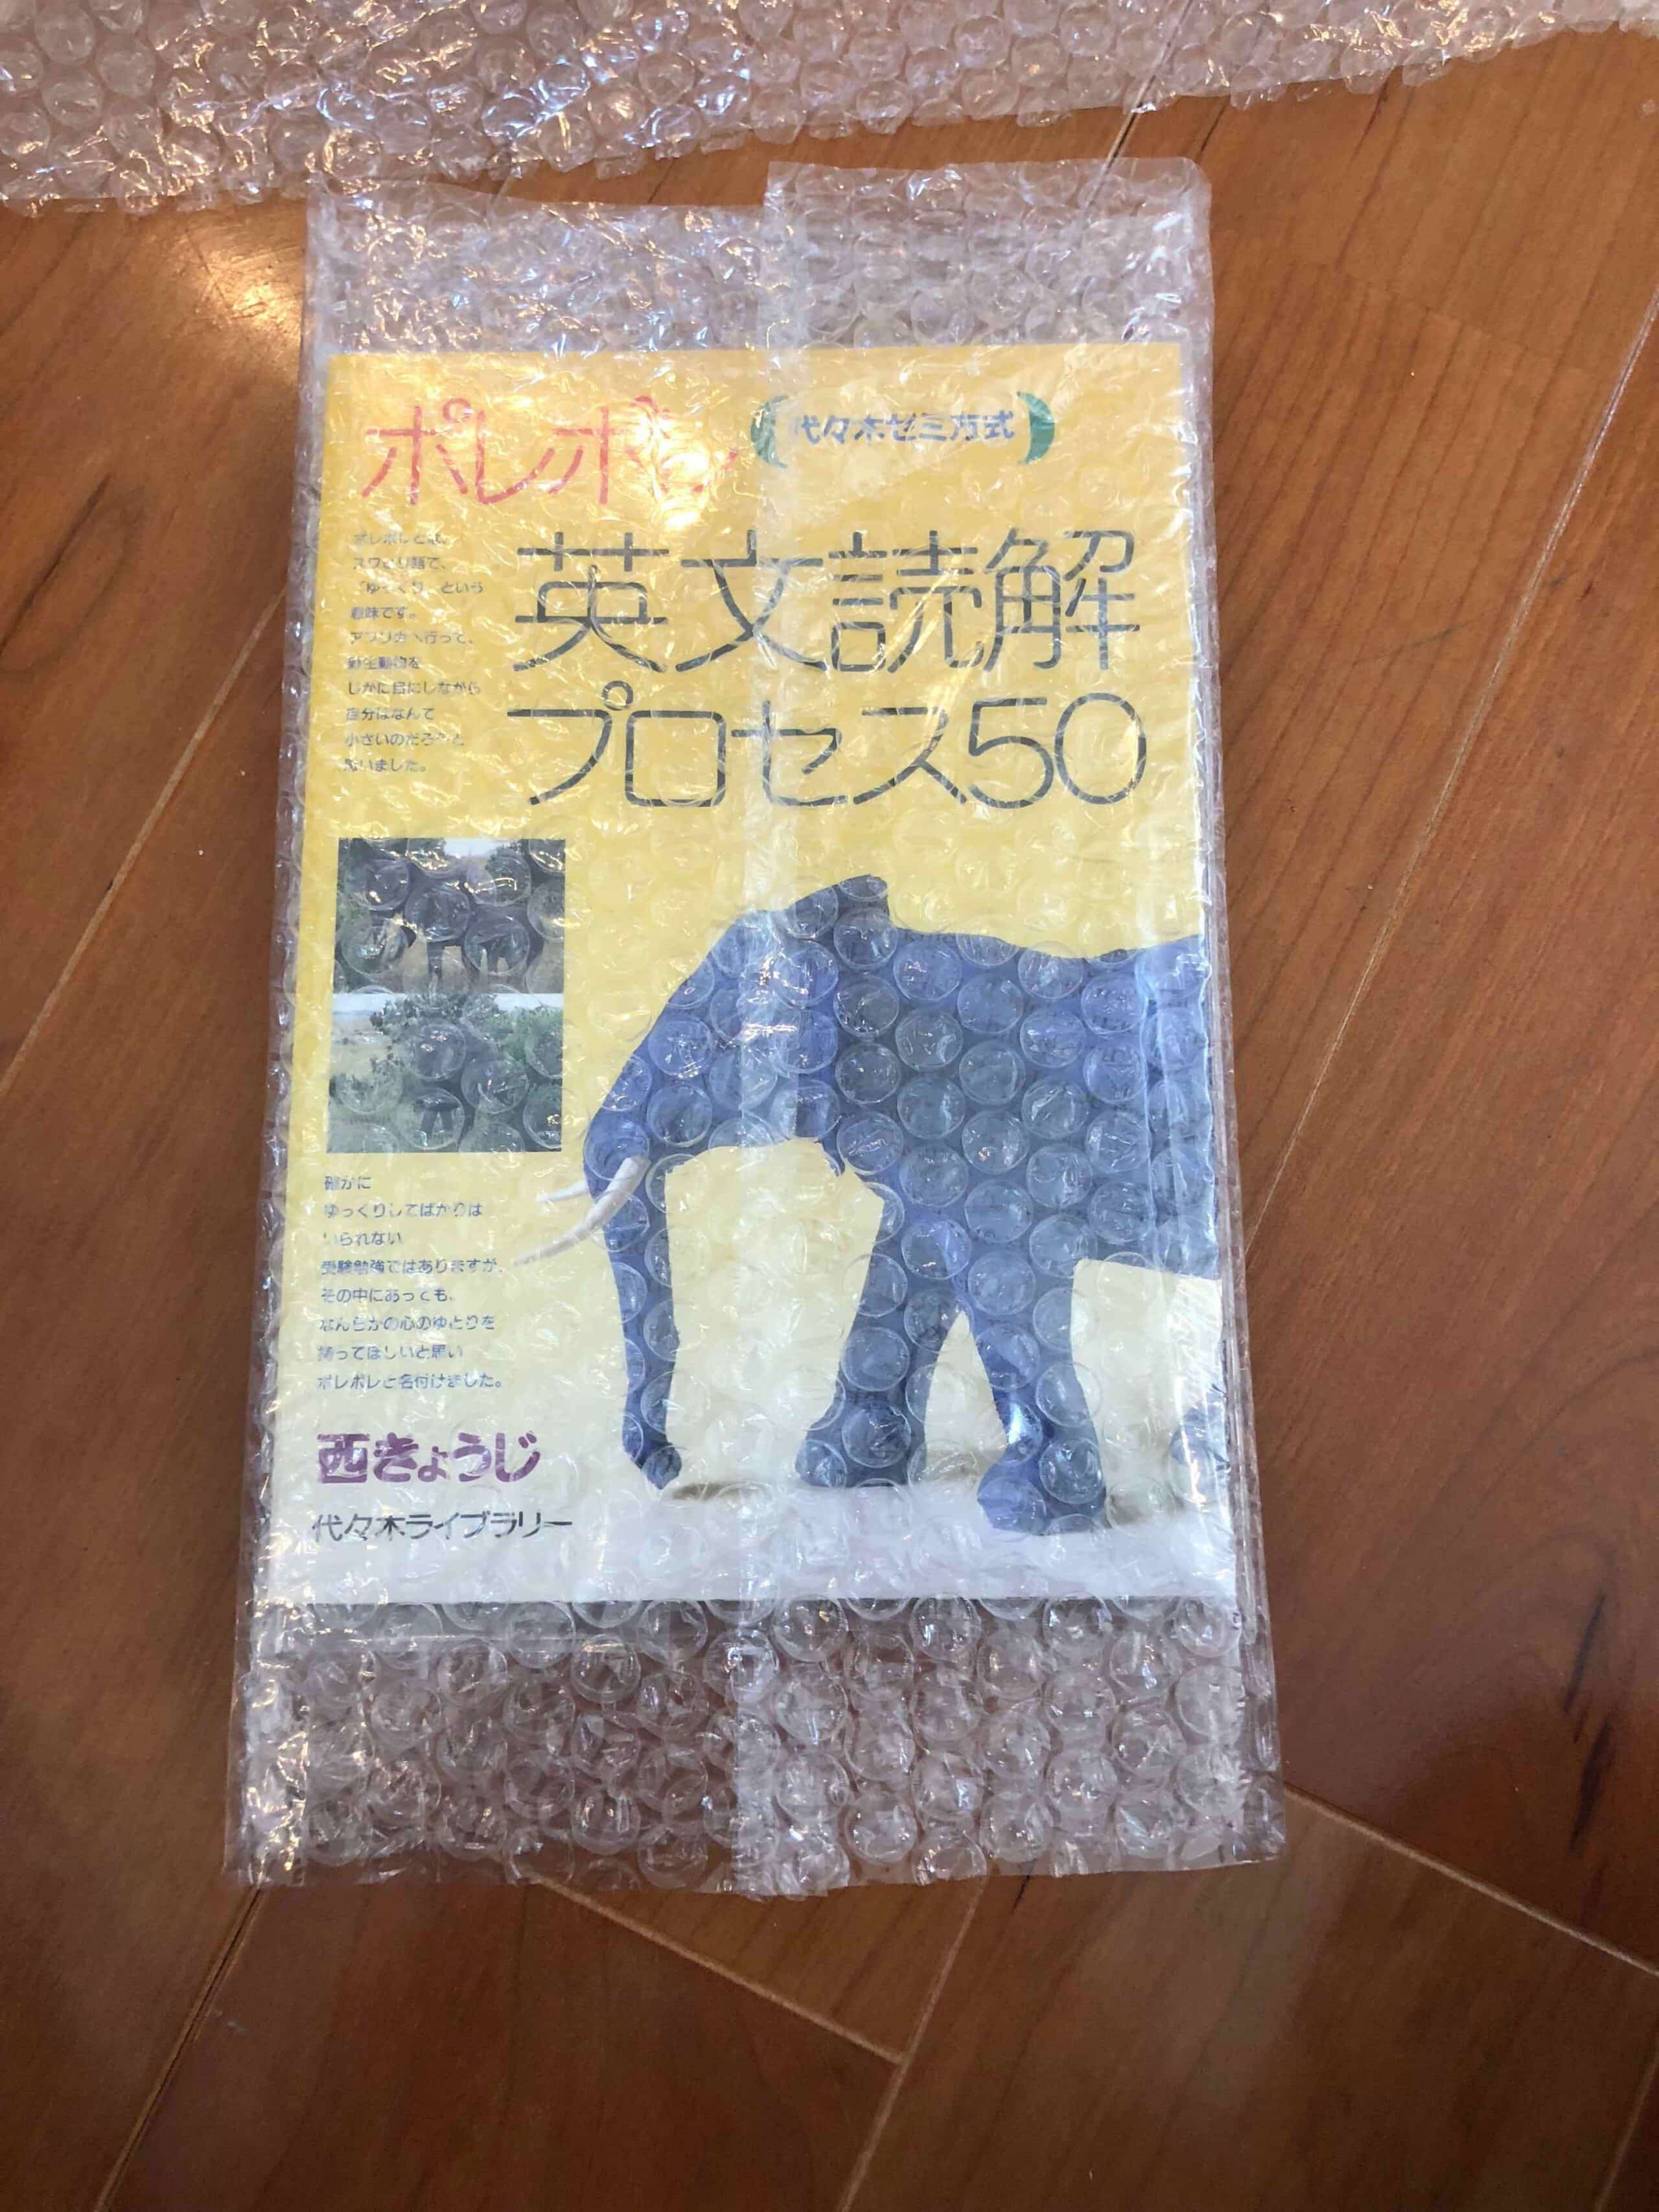 ポレポレ
代々木ゼミ方式
英文読解
プロセス50
ポレポレとは、
スワヒリ語で、
「ゆっくり」という
意味です。
アフリカへ行って、
野生動物を
じかに目にしながら
自分はなんて
小さいのだろうと
思いました。
確かに
ゆっくりしてばかりは
いられない
受験勉強ではありますが、
その中にあっても、
なんらかの心のゆとりを
持ってほしいと思い
ポレポレと名付けました。
西きょうじ
代々木ライブラリー